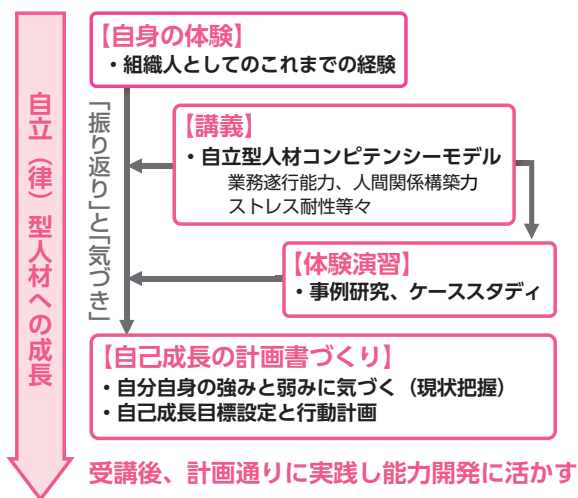 【自身の体験】
・組織人としてのこれまでの経験
自立（律）型人材への成長
「振り返り」と「気づき」
【講義】
・自立型人材コンピテンシーモデル
業務遂行能力、人間関係構築力
ストレス耐性等々
【体験演習】
・事例研究、ケーススタディ
【自己成長の計画書づくり】
・自分自身の強みと弱みに気づく（現状把握）
・自己成長目標設定と行動計画
受講後、計画通りに実践し能力開発に活かす